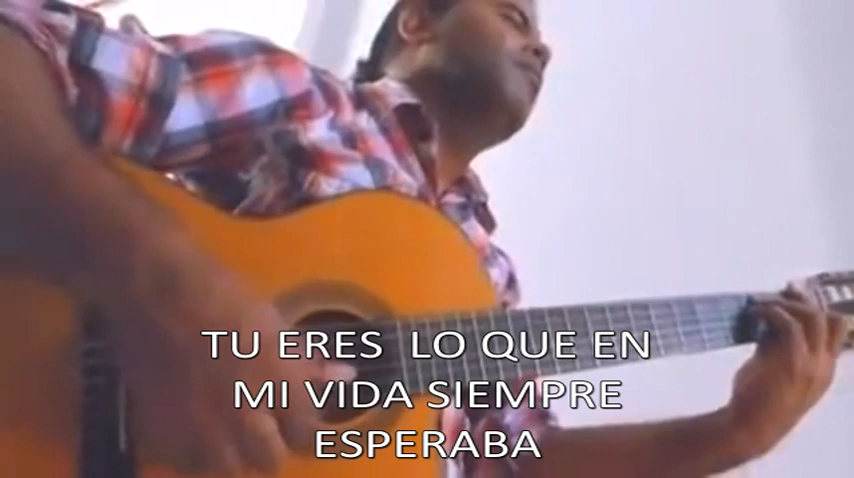 TU ERES LO QUE EN
MI VIDA SIEMPRE
ESPERABA